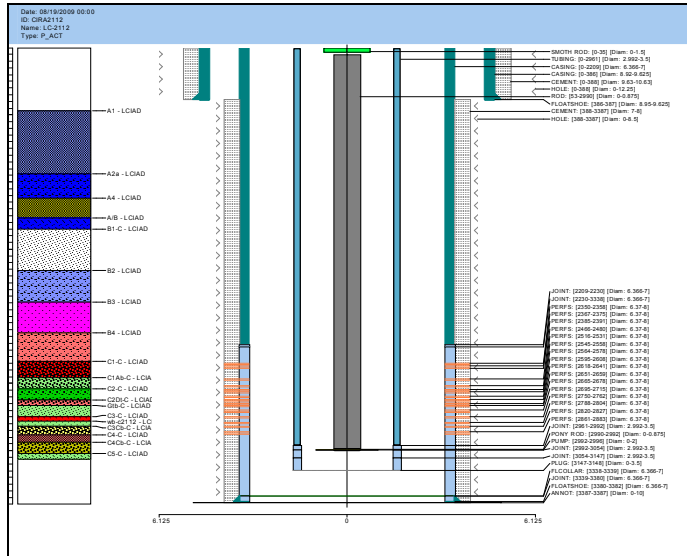 Date: 08/19/2009 00:00
ID: CIRA2112
Name: LC-2112
Type: P_ACT
A1 - LCIAD
A2a - LCIAD
A4 - LCIAD
A/B - LCIAD
B1-C - LCIAD
B2 - LCIAD
B3 - LCIAD
B4 - LCIAD
C1-C - LCIAD
C1Ab-C - LCIA
C2-C - LCIAD
C2Dt-C - LCIAD
C3-C - LCIAD
wb-c2112 - LCIAD
C3Cb-C - LCIA
C4-C - LCIAD
C4Cb-C - LCIA
C5-C - LCIAD
SMOTH ROD: [0-35] [Diam: 0-1.5]
TUBING: [0-2961] [Diam: 2.992-3.5]
CASING: [0-2209] [Diam: 6.366-7]
CASING: [0-386] [Diam: 8.92-9.625]
CEMENT: [0-388] [Diam: 9.63-10.63]
HOLE: [0-388] [Diam: 0-12.25]
ROD: [53-2990] [Diam: 0-0.875]
FLOATSHOE: [386-387] [Diam: 8.95-9.625]
CEMENT: [388-3387] [Diam: 7-8]
HOLE: [388-3387] [Diam: 0-8.5]
JOINT: [2209-2230] [Diam: 6.366-7]
JOINT: [2230-3338] [Diam: 6.366-7]
PERFS: [2350-2358] [Diam: 6.37-8]
PERFS: [2367-2375] [Diam: 6.37-8]
PERFS: [2385-2391] [Diam: 6.37-8]
PERFS: [2466-2480] [Diam: 6.37-8]
PERFS: [2516-2531] [Diam: 6.37-8]
PERFS: [2545-2558] [Diam: 6.37-8]
PERFS: [2564-2578] [Diam: 6.37-8]
PERFS: [2595-2608] [Diam: 6.37-8]
PERFS: [2618-2641] [Diam: 6.37-8]
PERFS: [2651-2659] [Diam: 6.37-8]
PERFS: [2665-2678] [Diam: 6.37-8]
PERFS: [2695-2715] [Diam: 6.37-8]
PERFS: [2750-2762] [Diam: 6.37-8]
PERFS: [2788-2804] [Diam: 6.37-8]
PERFS: [2820-2827] [Diam: 6.37-8]
PERFS: [2861-2883] [Diam: 6.37-8]
JOINT: [2961-2992] [Diam: 2.992-3.5]
PONY ROD: [2990-2992] [Diam: 0-0.875]
PUMP: [2992-2996] [Diam: 0-2]
JOINT: [2992-3054] [Diam: 2.992-3.5]
JOINT: [3054-3147] [Diam: 2.992-3.5]
PLUG: [3147-3148] [Diam: 0-3.5]
FLCOLLAR: [3338-3339] [Diam: 6.366-7]
JOINT: [3339-3380] [Diam: 6.366-7]
FLOATSHOE: [3380-3382] [Diam: 6.366-7]
ANNOT: [3387-3387] [Diam: 0-10]
6.125
0
6.125